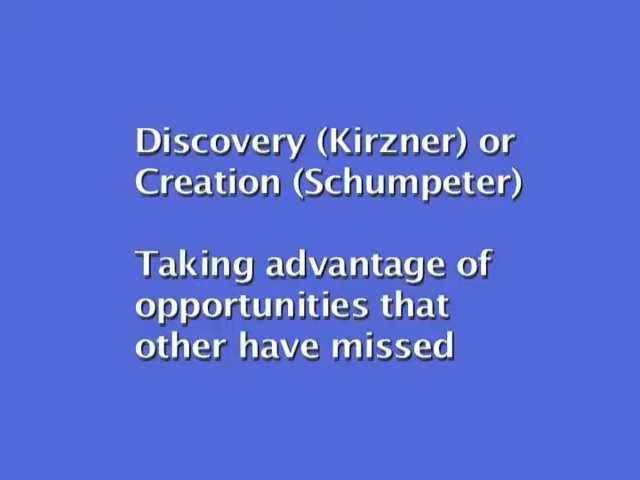 Discovery (Kirzner) or
Creation (Schumpeter)
Taking advantage of
opportunities that
other have missed